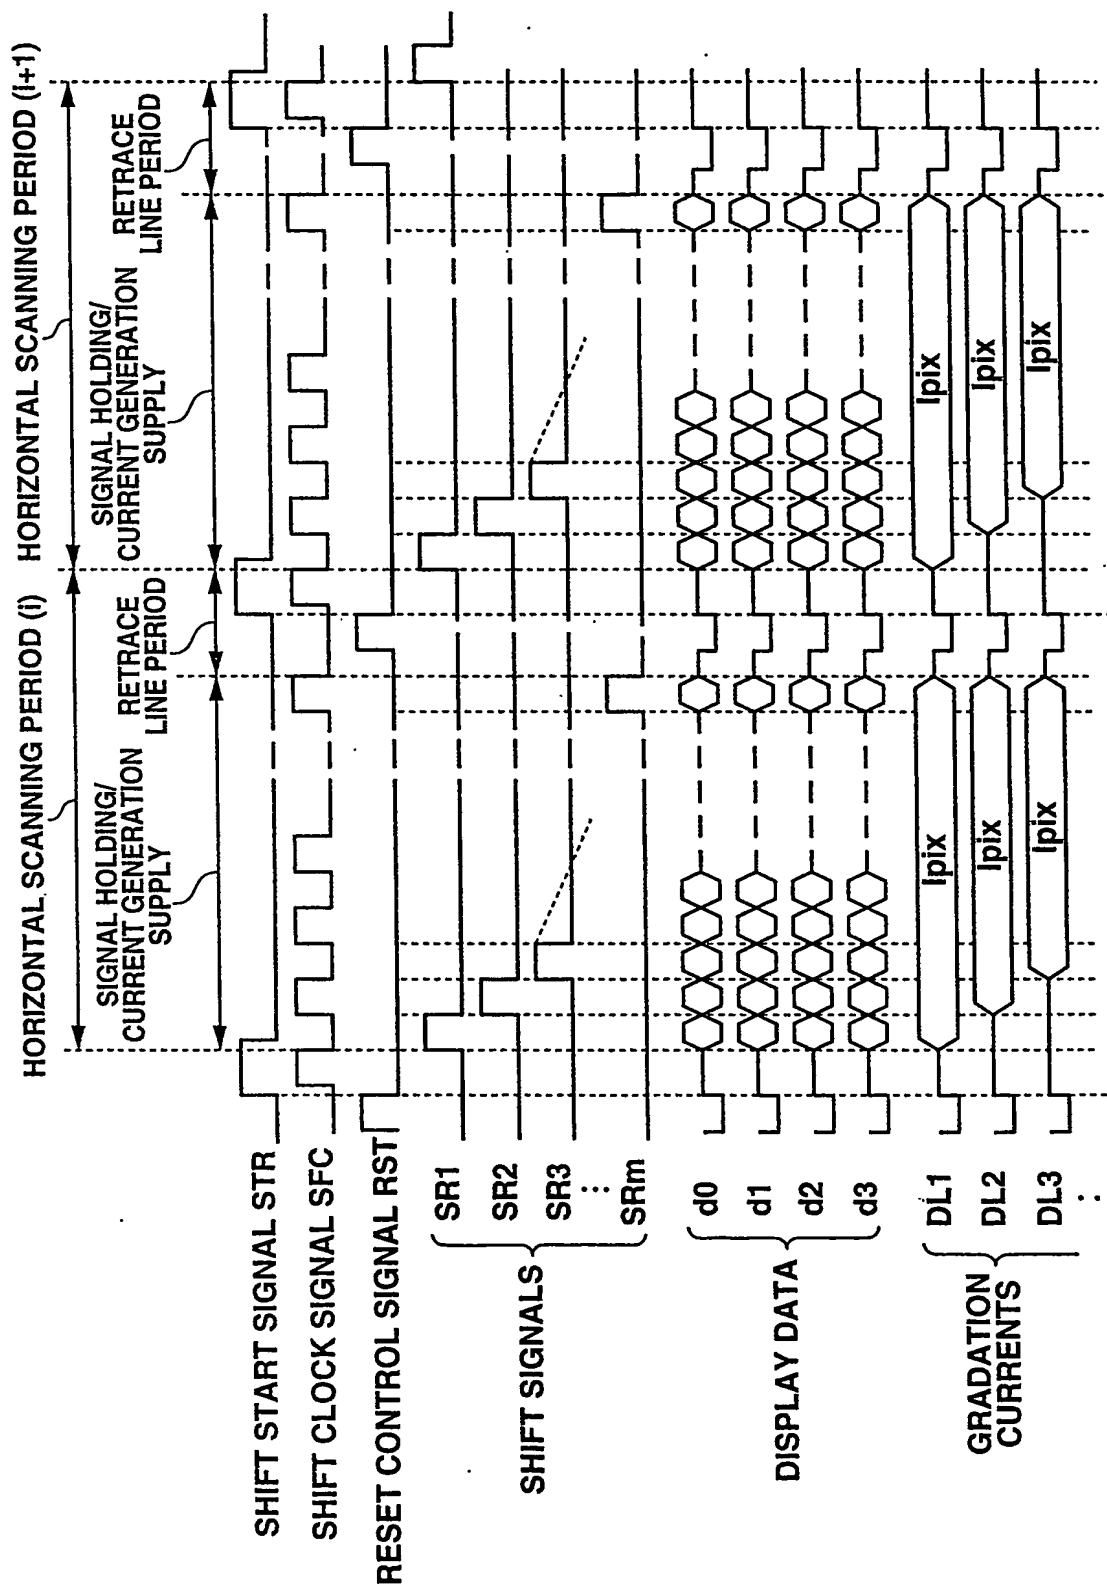 HORIZONTAL SCANNING PERIOD (i)
HORIZONTAL SCANNING PERIOD (i+1)
SIGNAL HOLDING/
CURRENT GENERATION
SUPPLY
RETRACE
LINE PERIOD
SIGNAL HOLDING/
CURRENT GENERATION
SUPPLY
RETRACE
LINE PERIOD
SHIFT START SIGNAL STR
SHIFT CLOCK SIGNAL SFC
RESET CONTROL SIGNAL RST
SHIFT SIGNALS
SR1
SR2
SR3
:
SRm
DISPLAY DATA
d0
d1
d2
d3
GRADATION
CURRENTS
DL1
Ipix
Ipix
DL2
Ipix
Ipix
DL3
Ipix
Ipix
: